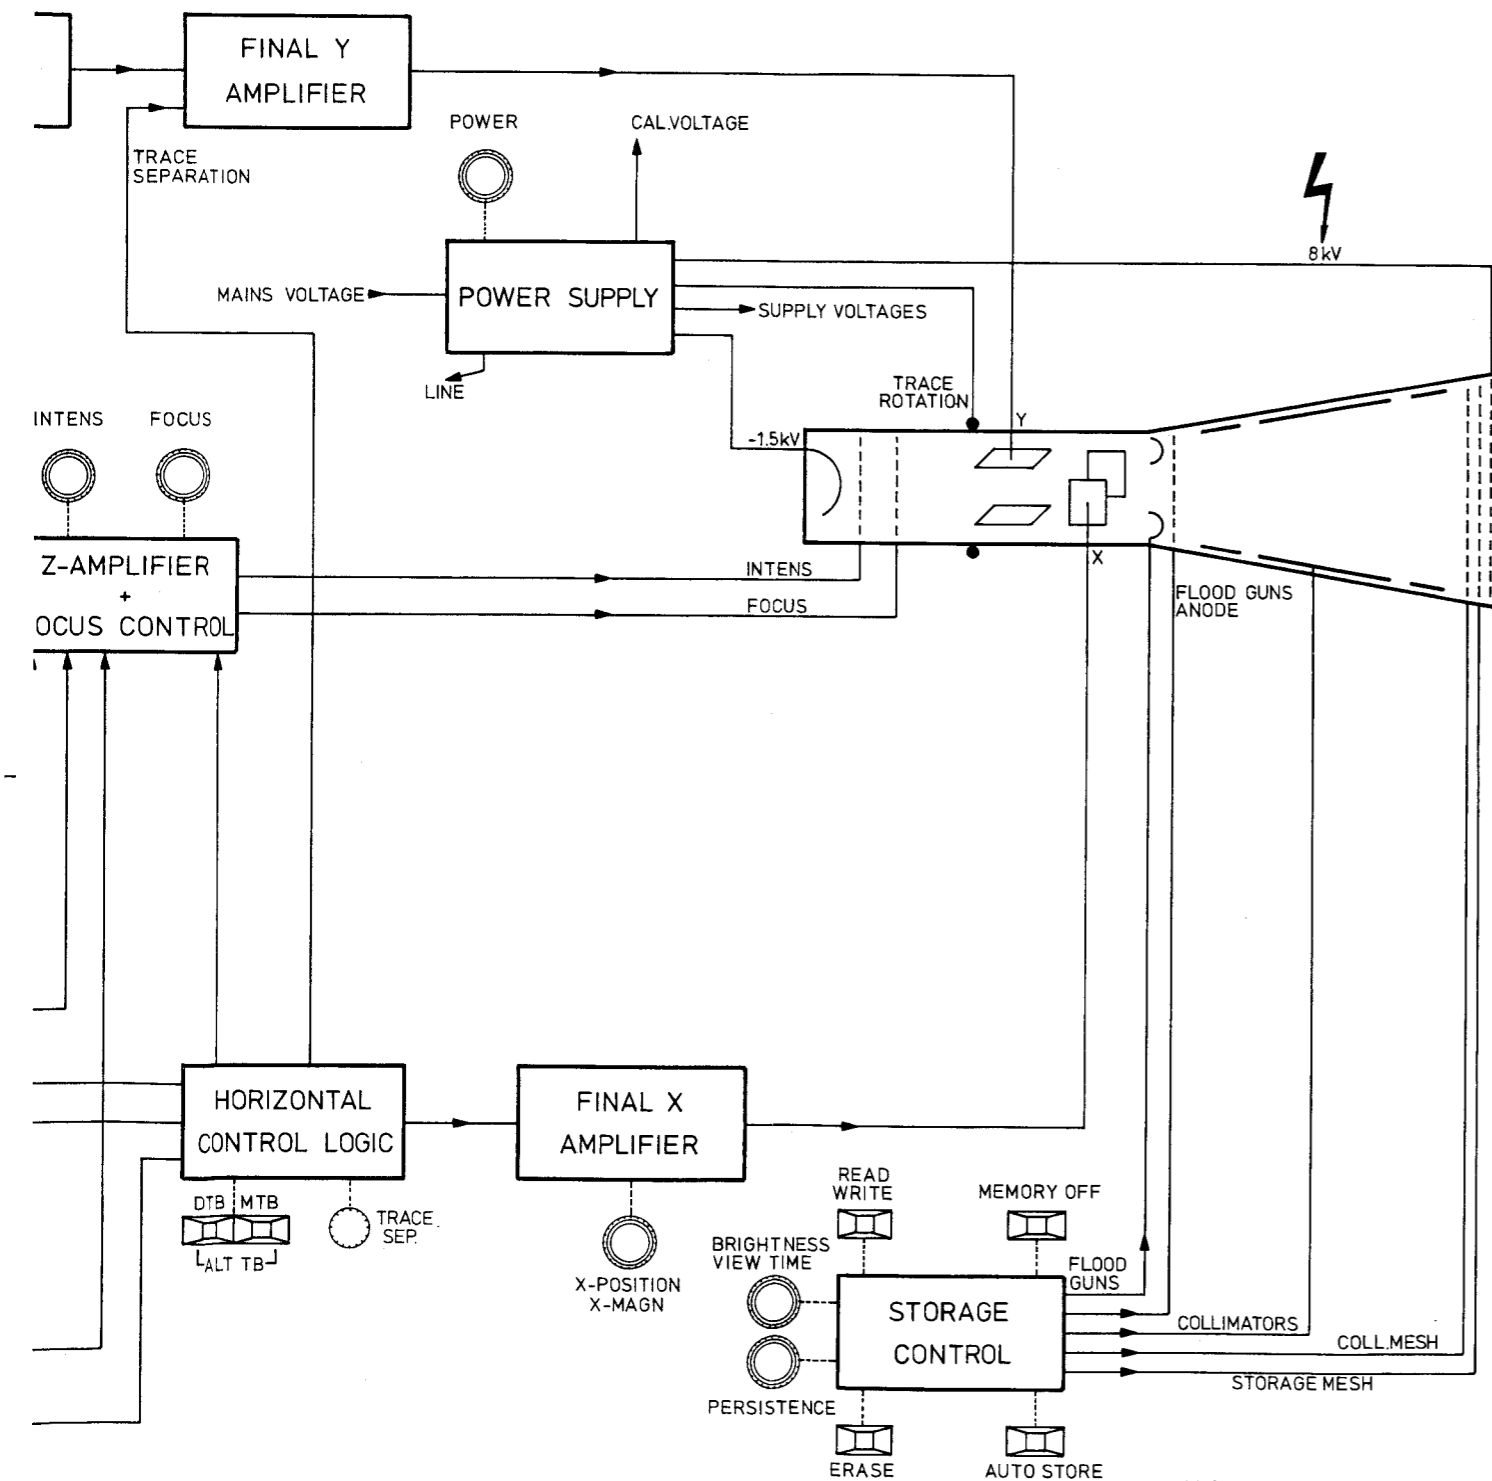 FINAL Y
AMPLIFIER
TRACE
SEPARATION
POWER
CAL.VOLTAGE
8kV
MAINS VOLTAGE
POWER SUPPLY
SUPPLY VOLTAGES
LINE
TRACE
ROTATION
Y
-1.5kV
INTENS
FOCUS
Z-AMPLIFIER
+
OCUS CONTROL
INTENS
FOCUS
X
FLOOD GUNS
ANODE
HORIZONTAL
CONTROL LOGIC
DTB MTB
ALT TB
TRACE
SEP.
FINAL X
AMPLIFIER
X-POSITION
X-MAGN
READ
WRITE
MEMORY OFF
BRIGHTNESS
VIEW TIME
FLOOD
GUNS
STORAGE
CONTROL
COLLIMATORS
COLL.MESH
STORAGE MESH
PERSISTENCE
ERASE
AUTO STORE